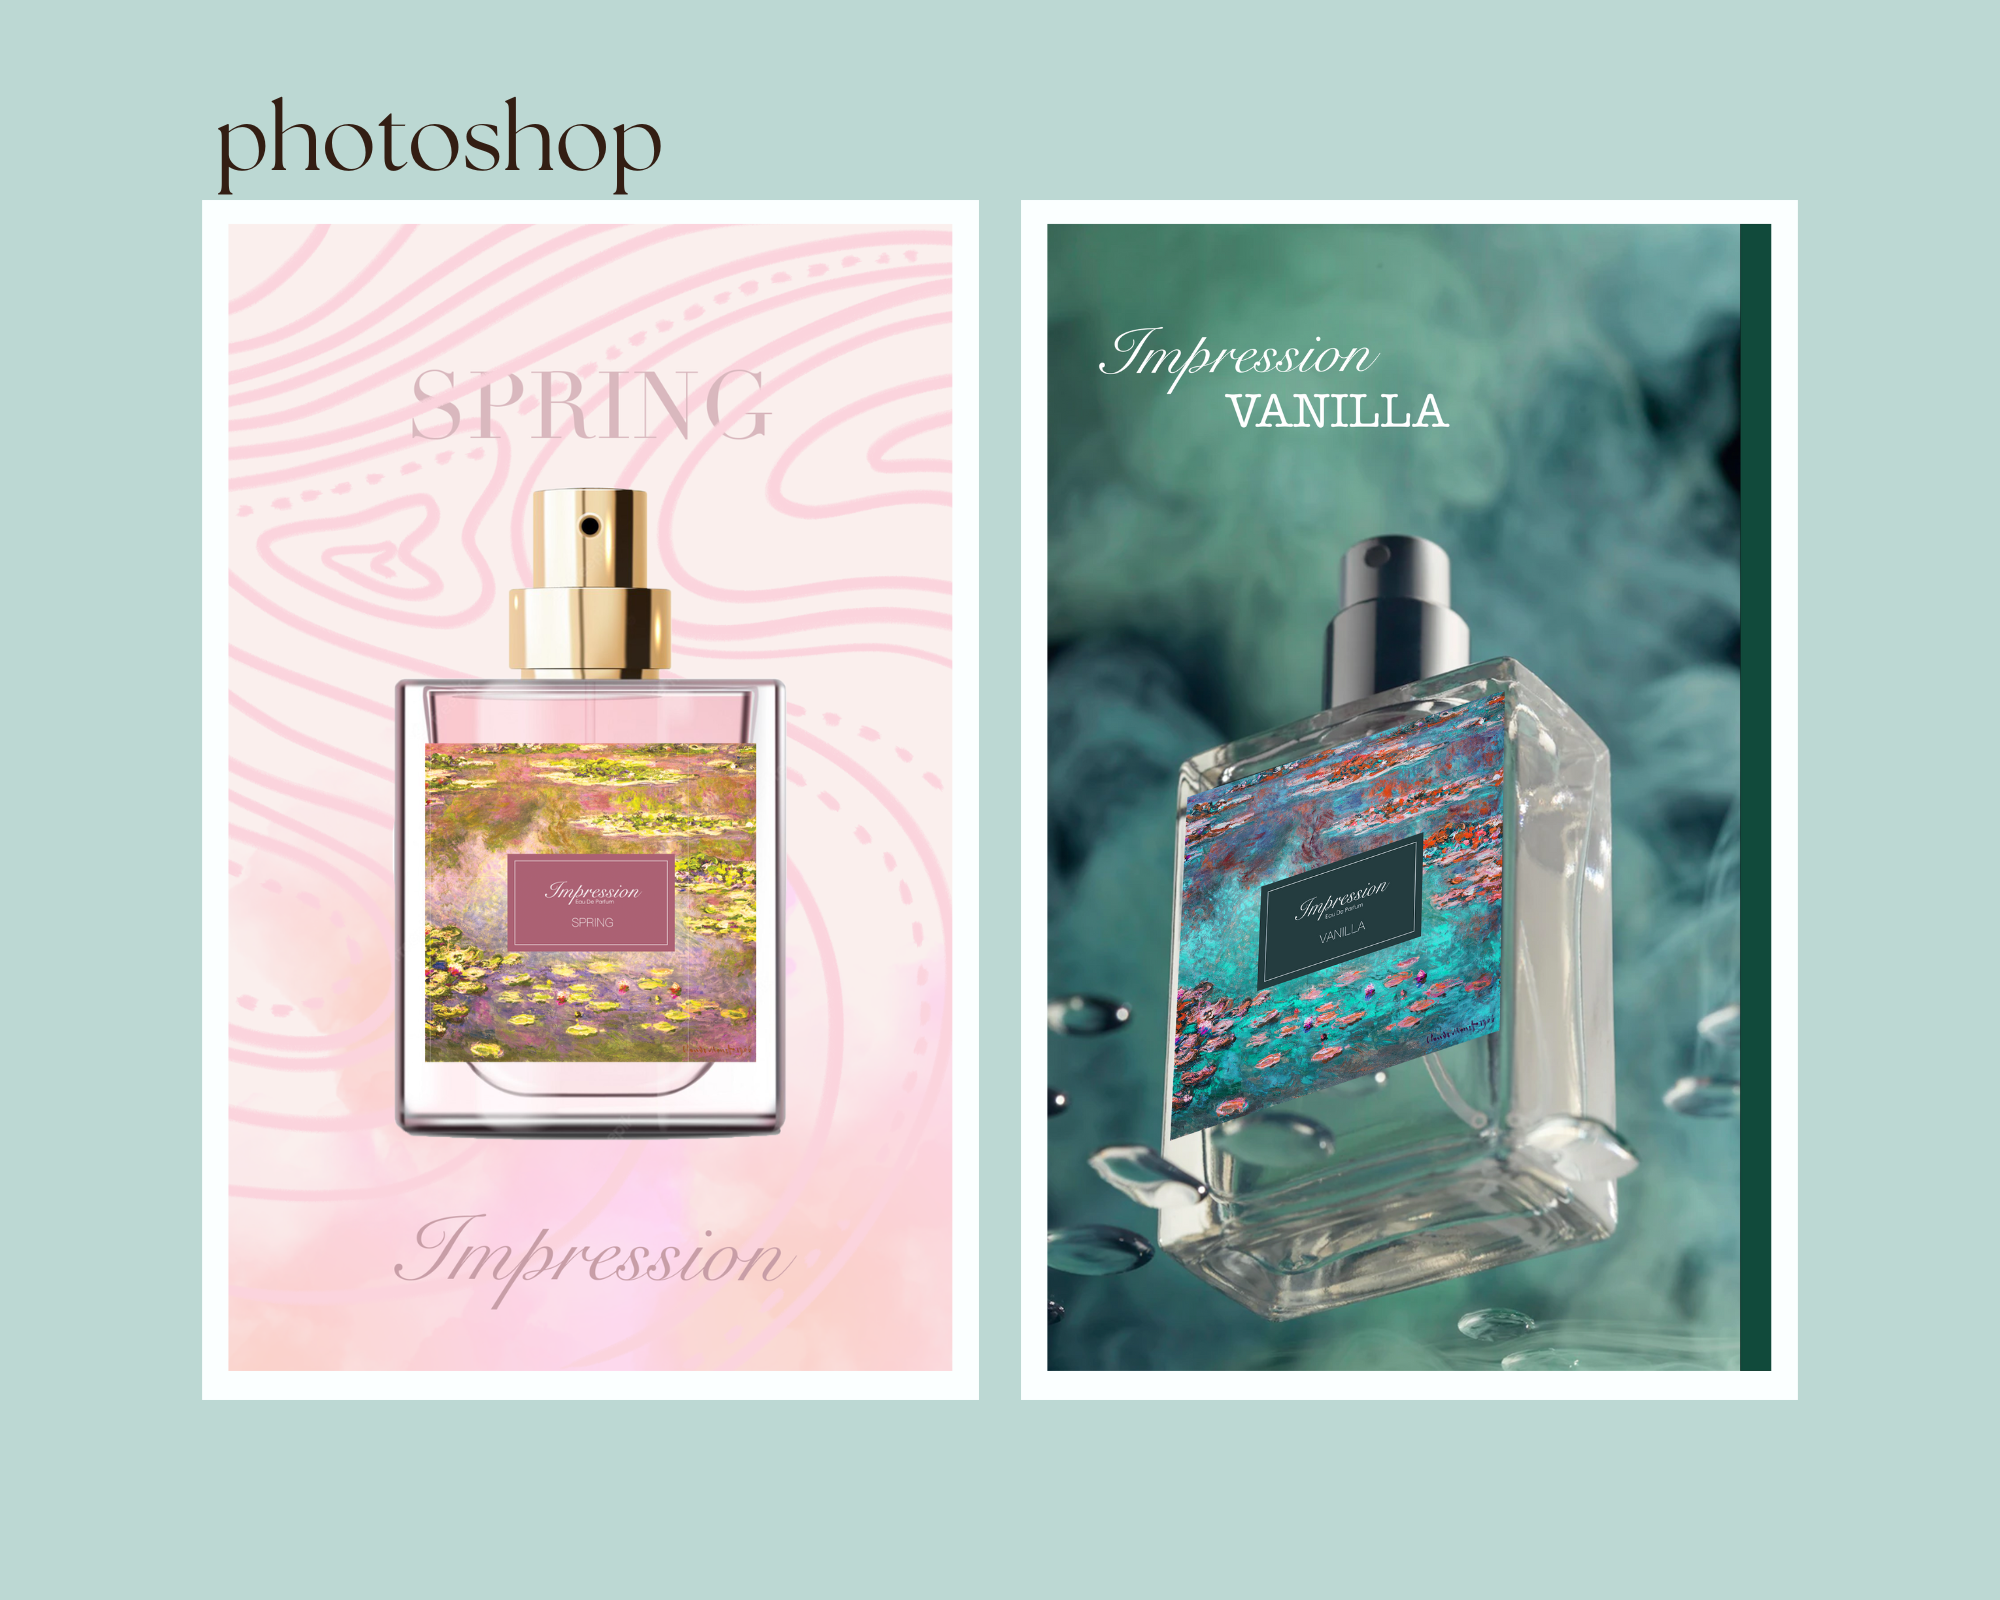 photoshop
SPRING
Impression
Eau De Parfum
SPRING
Impression
Impression
VANILLA
Impression
Eau De Parfum
VANILLA